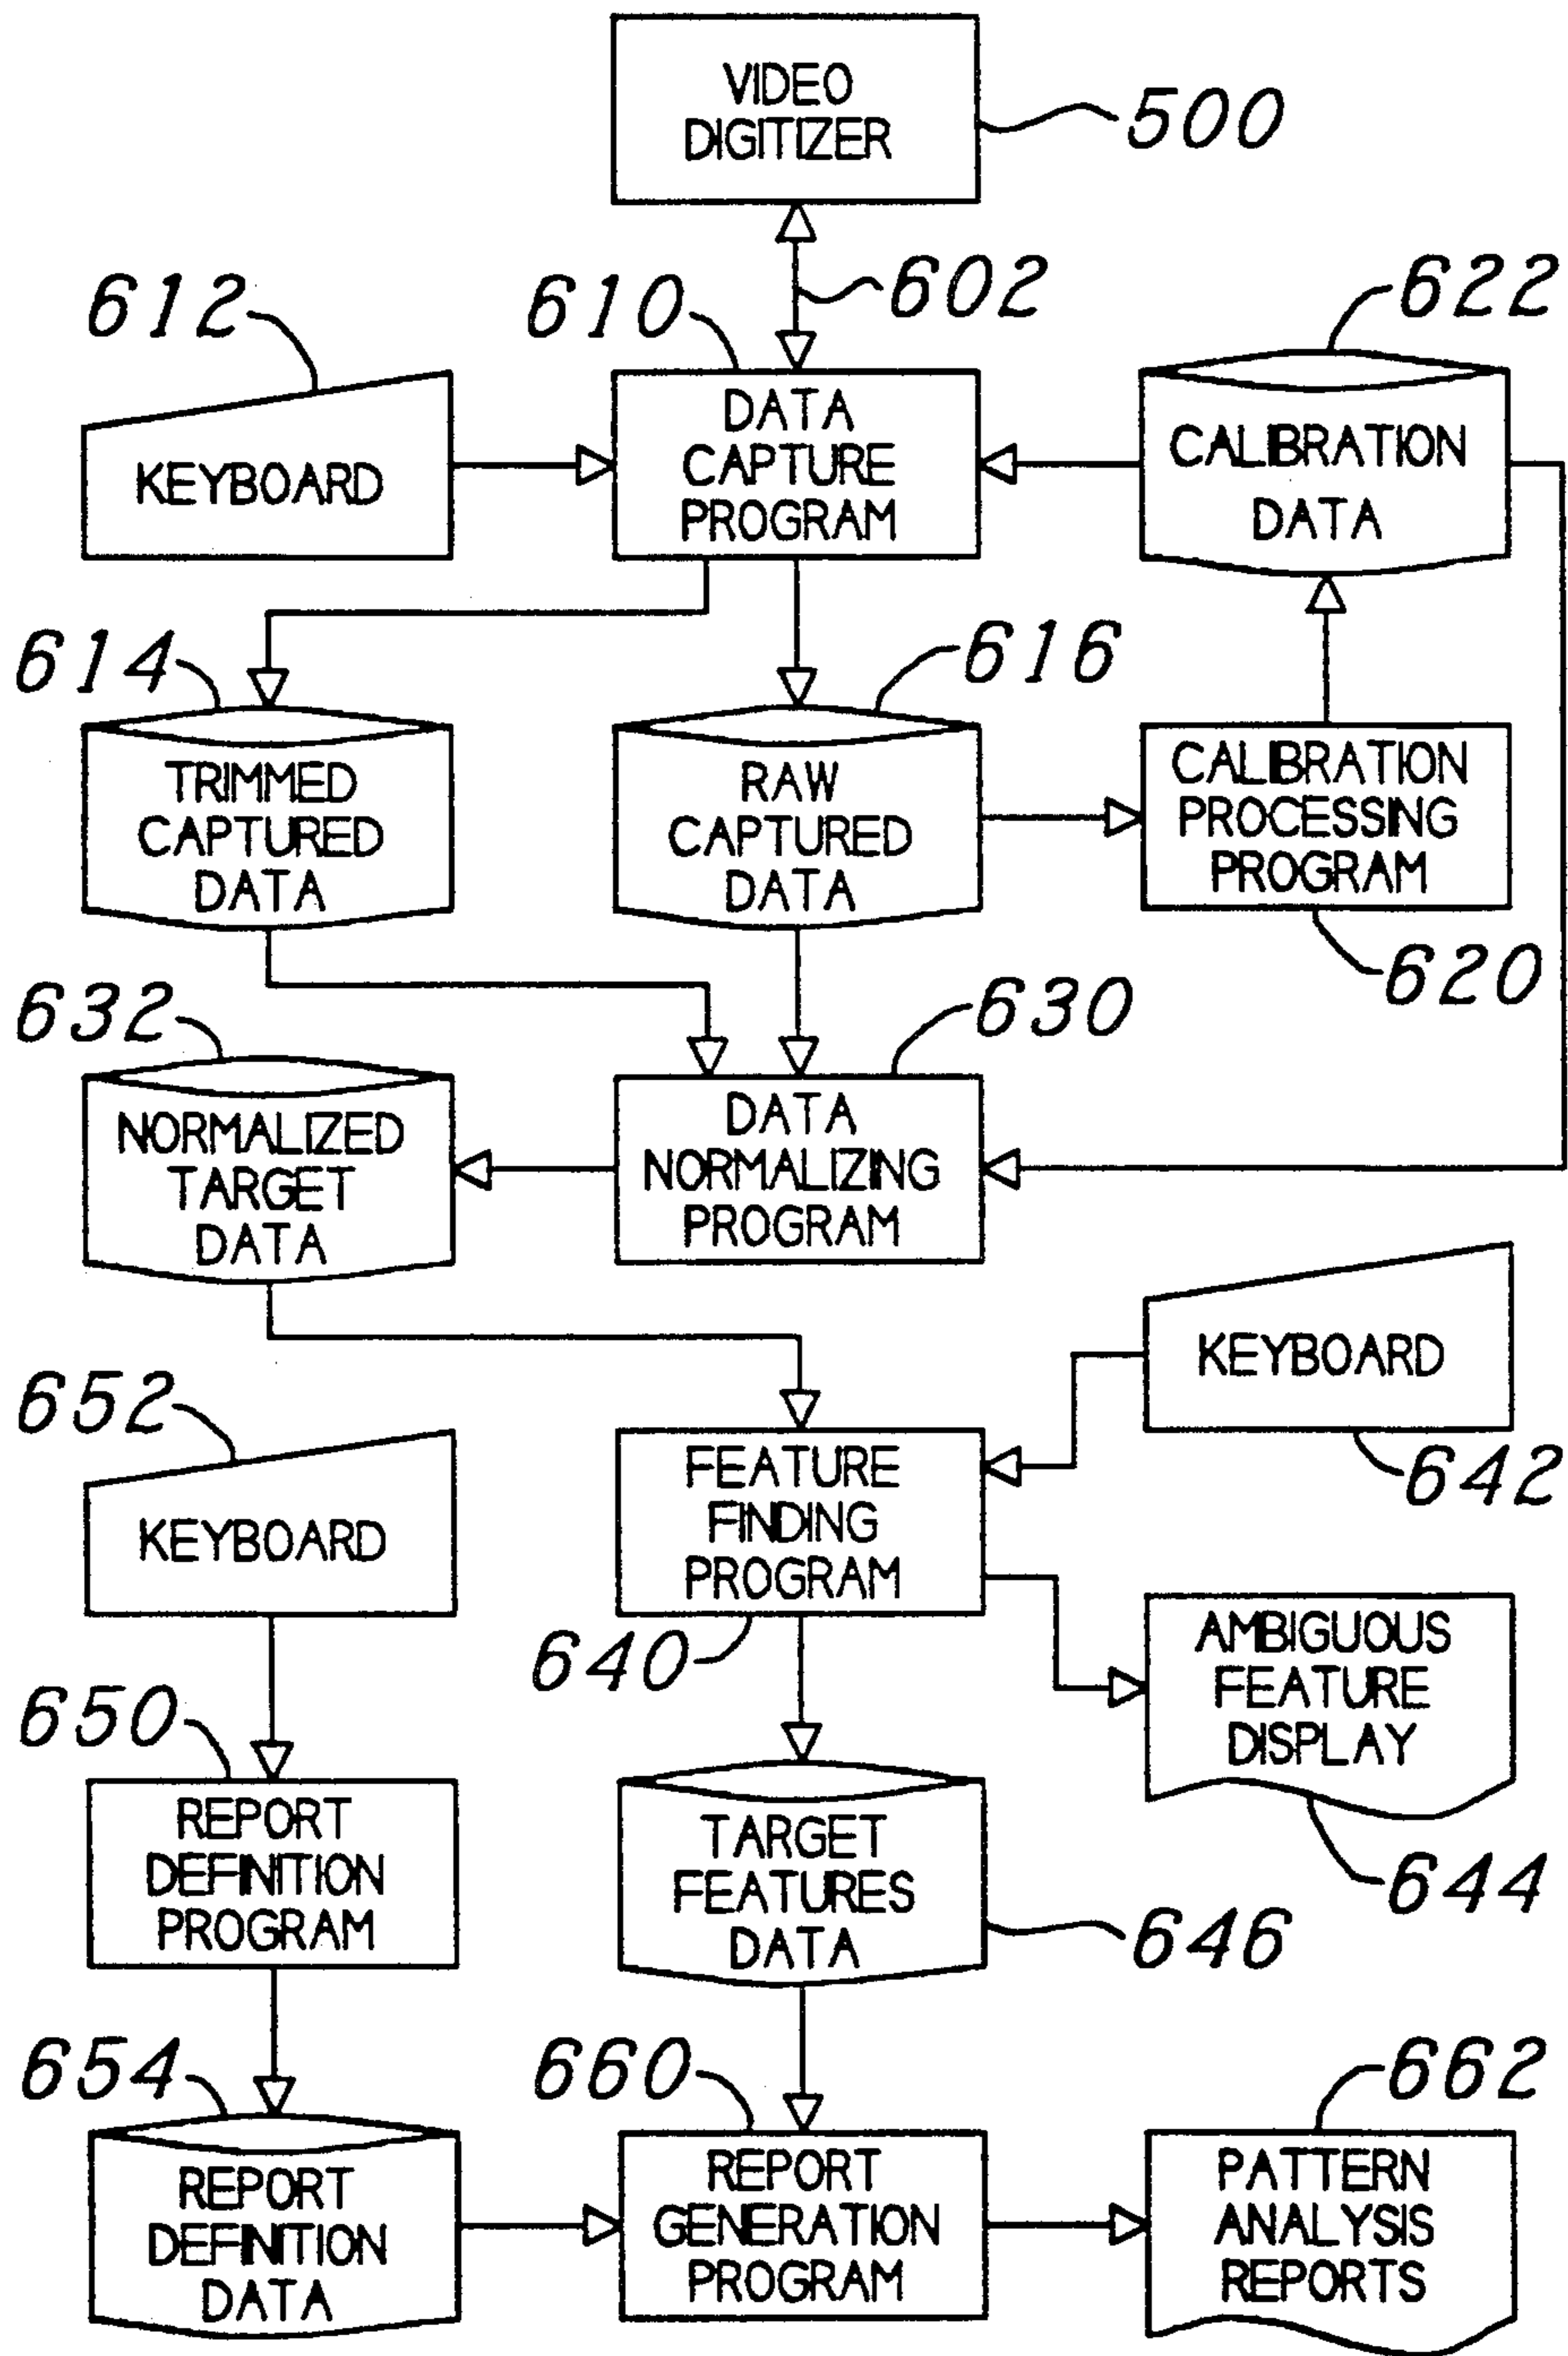 VIDEO
DIGITIZER
500
602
612
610
622
KEYBOARD
DATA
CAPTURE
PROGRAM
CALIBRATION
DATA
614
616
TRIMMED
CAPTURED
DATA
RAW
CAPTURED
DATA
CALIBRATION
PROCESSING
PROGRAM
620
632
630
NORMALIZED
TARGET
DATA
DATA
NORMALIZING
PROGRAM
KEYBOARD
642
652
KEYBOARD
FEATURE
FINDING
PROGRAM
640
AMBIGUOUS
FEATURE
DISPLAY
644
650
REPORT
DEFINITION
PROGRAM
TARGET
FEATURES
DATA
646
654
660
662
REPORT
DEFINITION
DATA
REPORT
GENERATION
PROGRAM
PATTERN
ANALYSIS
REPORTS